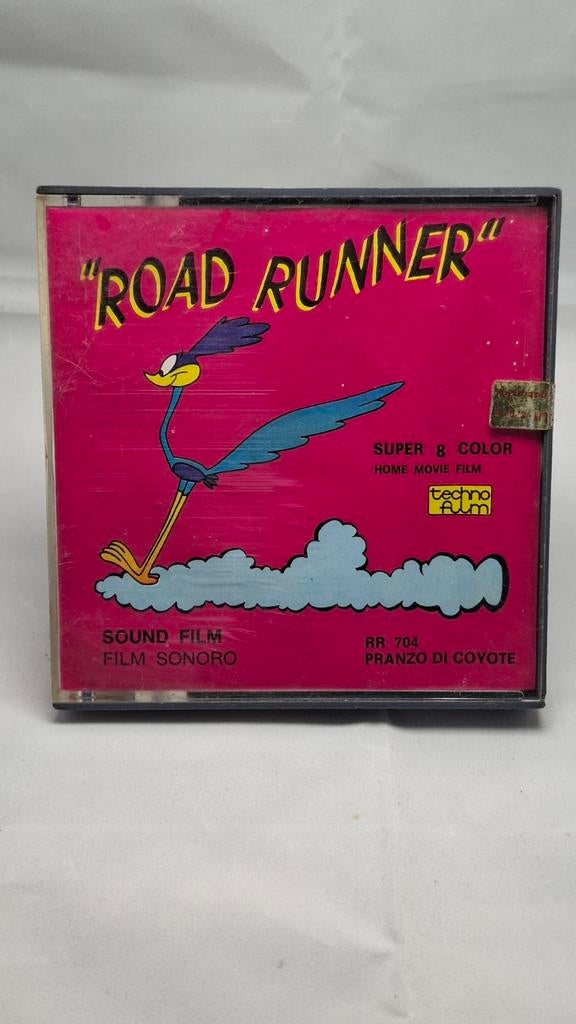 "ROAD RUNNER"
SUPER 8 COLOR
HOME MOVIE FILM
techno
film
SOUND FILM
FILM SONORO
RR 704
PRANZO DI COYOTE